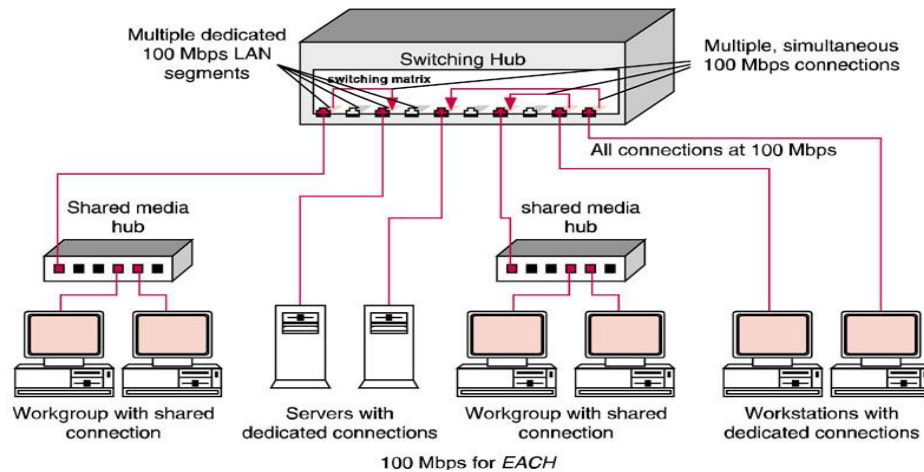 Multiple dedicated
100 Mbps LAN
segments
Switching Hub
switching matrix
Multiple, simultaneous
100 Mbps connections
All connections at 100 Mbps
Shared media
hub
shared media
hub
Workgroup with shared
connection
Servers with
dedicated connections
Workgroup with shared
connection
Workstations with
dedicated connections
100 Mbps for EACH